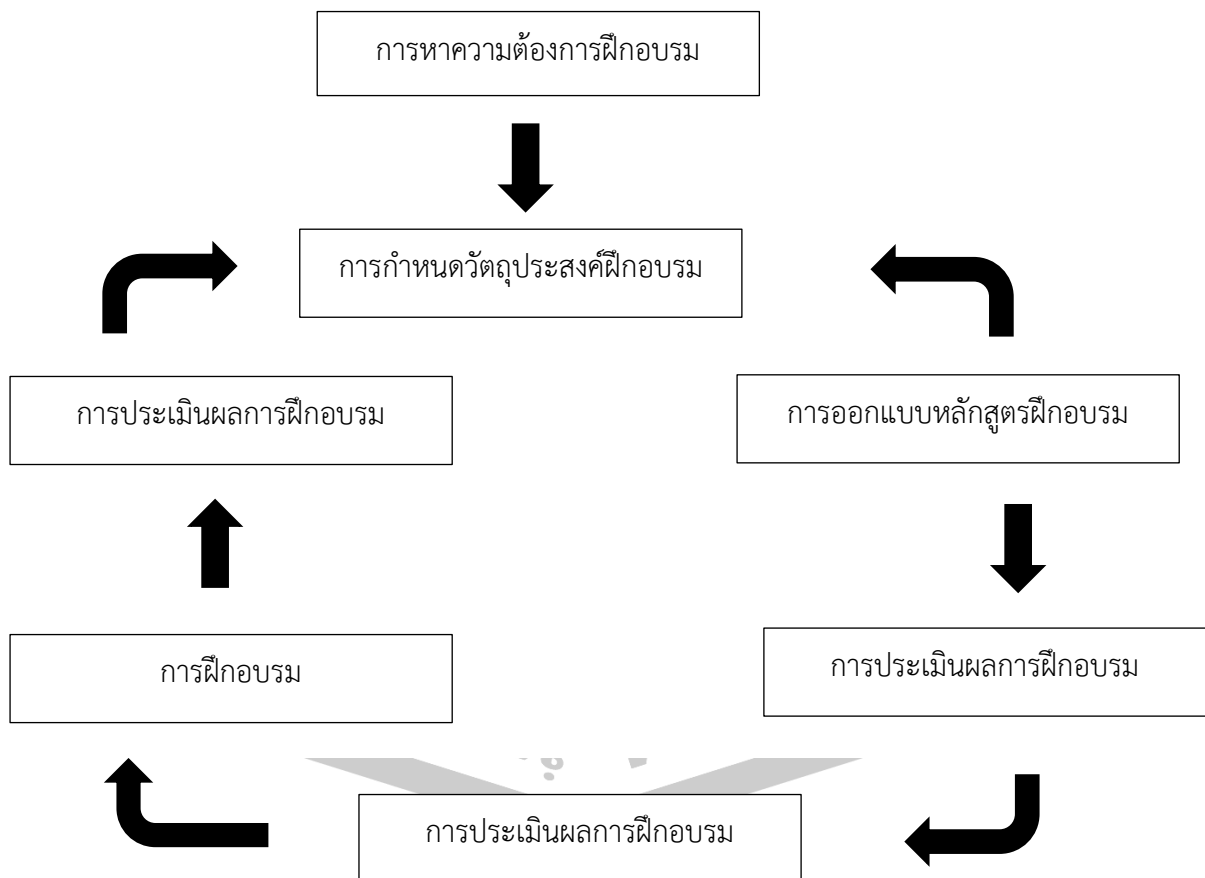 การหาความต้องการฝึกอบรม
การกำหนดวัตถุประสงค์ฝึกอบรม
การประเมินผลการฝึกอบรม
การออกแบบหลักสูตรฝึกอบรม
การฝึกอบรม
การประเมินผลการฝึกอบรม
การประเมินผลการฝึกอบรม